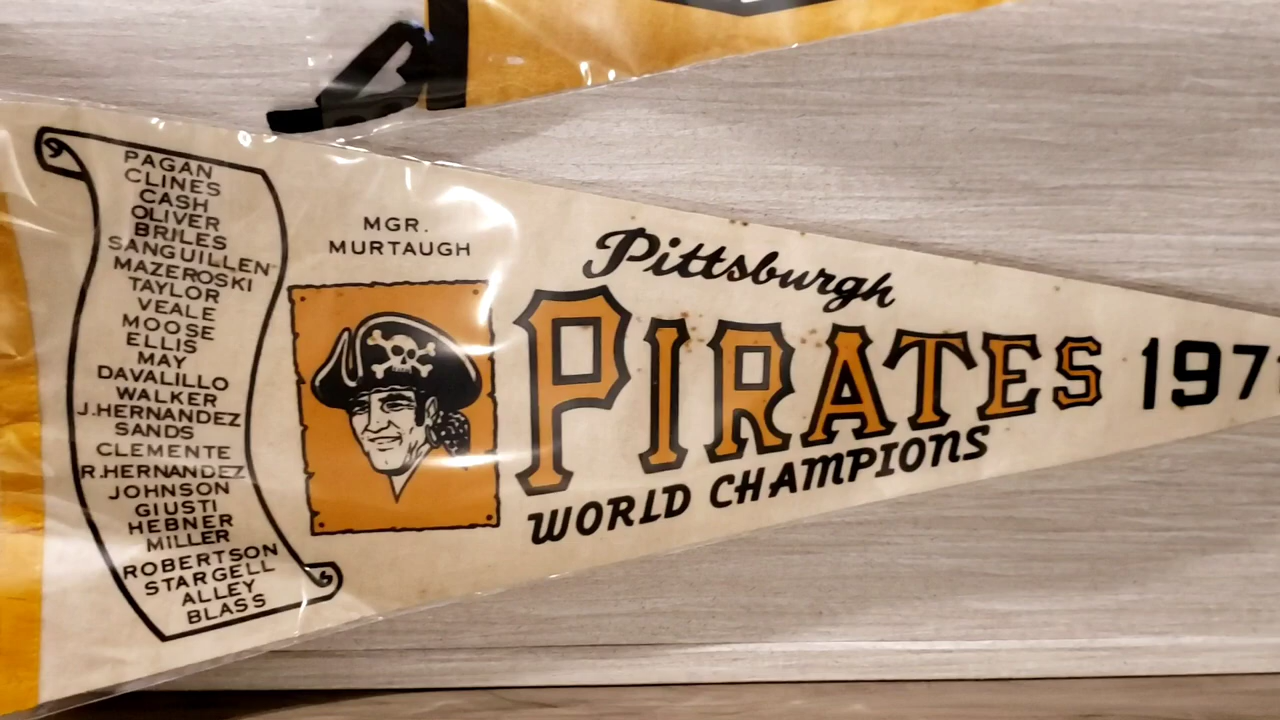 PAGAN
CLINES
CASH
OLIVER
BRILES
SANGUILLEN
MAZEROSKI
TAYLOR
VEALE
MOOSE
ELLIS
MAY
DAVALILLO
WALKER
J.HERNANDEZ
SANDS
CLEMENTE
R.HERNANDEZ
JOHNSON
GIUSTI
HEBNER
MILLER
ROBERTSON
STARGELL
ALLEY
BLASS
MGR.
MURTAUGH
Pittsburgh
PIRATES
WORLD CHAMPIONS
197